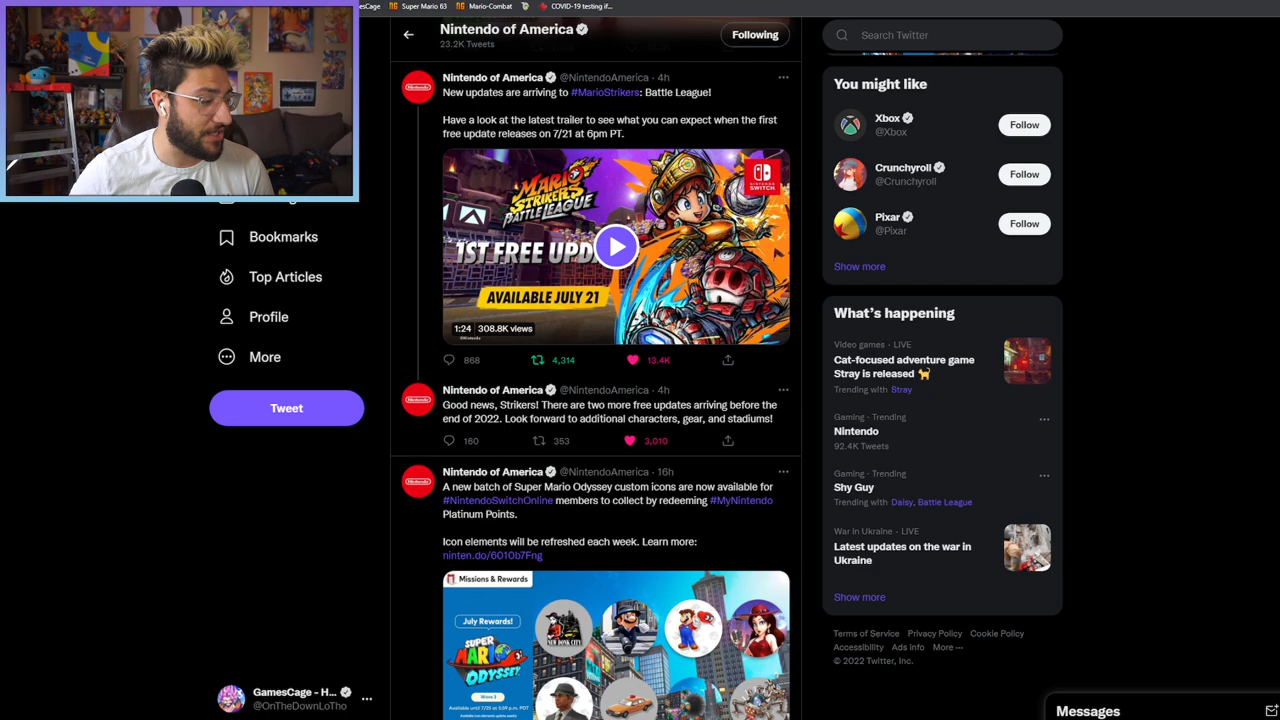 esCage
Super Mario 63
Mario-Combat
COVID-19 testing if...
Nintendo of America
23.2K Tweets
Following
Search Twitter
Bookmarks
Top Articles
Profile
More
Tweet
GamesCage - H...
@OnTheDownLoTho
Nintendo of America @NintendoAmerica · 4h
New updates are arriving to #MarioStrikers: Battle League!
Have a look at the latest trailer to see what you can expect when the first
free update releases on 7/21 at 6pm PT.
MARIO
STRIKERS
BATTLE LEAGUE
NINTENDO
SWITCH
1ST FREE UPD
AVAILABLE JULY 21
1:24 308.8K views
868 4,314 13.4K
Nintendo of America @NintendoAmerica · 4h
Good news, Strikers! There are two more free updates arriving before the
end of 2022. Look forward to additional characters, gear, and stadiums!
160 353 3,010
Nintendo of America @NintendoAmerica · 16h
A new batch of Super Mario Odyssey custom icons are now available for
#NintendoSwitchOnline members to collect by redeeming #MyNintendo
Platinum Points.
Icon elements will be refreshed each week. Learn more:
ninten.do/6010b7Fng
Missions & Rewards
July Rewards!
SUPER
MARIO
ODYSSEY
Wave 3
NEW DONK CITY
You might like
Xbox
@Xbox
Follow
Crunchyroll
@Crunchyroll
Follow
Pixar
@Pixar
Follow
Show more
What's happening
Video games · LIVE
Cat-focused adventure game
Stray is released
Trending with Stray
Gaming · Trending
Nintendo
92.4K Tweets
Gaming · Trending
Shy Guy
Trending with Daisy, Battle League
War in Ukraine · LIVE
Latest updates on the war in
Ukraine
Show more
Terms of Service Privacy Policy Cookie Policy
Accessibility Ads info More ···
© 2022 Twitter, Inc.
Messages